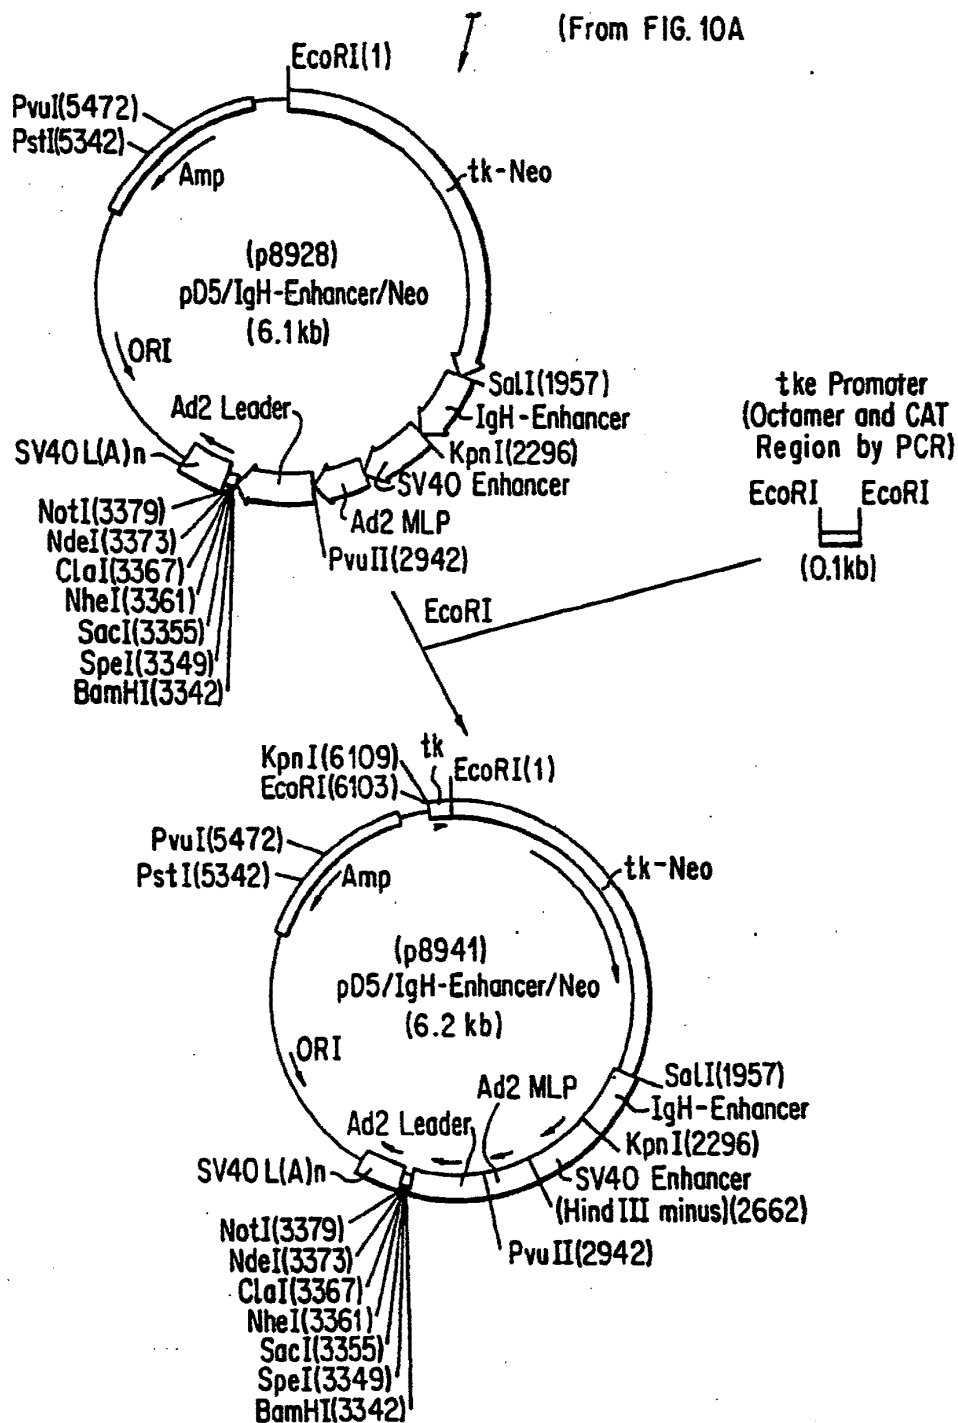 (From FIG. 10A
EcoRI(1)
PvuI(5472)
PstI(5342)
Amp
tk-Neo
(p8928)
pD5/IgH-Enhancer/Neo
(6.1kb)
ORI
Ad2 Leader
SV40 L(A)n
SalI(1957)
IgH-Enhancer
KpnI(2296)
SV40 Enhancer
Ad2 MLP
PvuII(2942)
NotI(3379)
NdeI(3373)
ClaI(3367)
NheI(3361)
SacI(3355)
SpeI(3349)
BamHI(3342)
tke Promoter
(Octamer and CAT
Region by PCR)
EcoRI EcoRI
(0.1kb)
EcoRI
KpnI(6109)
tk
EcoRI(6103)
EcoRI(1)
PvuI(5472)
PstI(5342)
Amp
tk-Neo
(p8941)
pD5/IgH-Enhancer/Neo
(6.2 kb)
ORI
Ad2 MLP
Ad2 Leader
SV40 L(A)n
SalI(1957)
IgH-Enhancer
KpnI(2296)
SV40 Enhancer
(Hind III minus)(2662)
PvuII(2942)
NotI(3379)
NdeI(3373)
ClaI(3367)
NheI(3361)
SacI(3355)
SpeI(3349)
BamHI(3342)